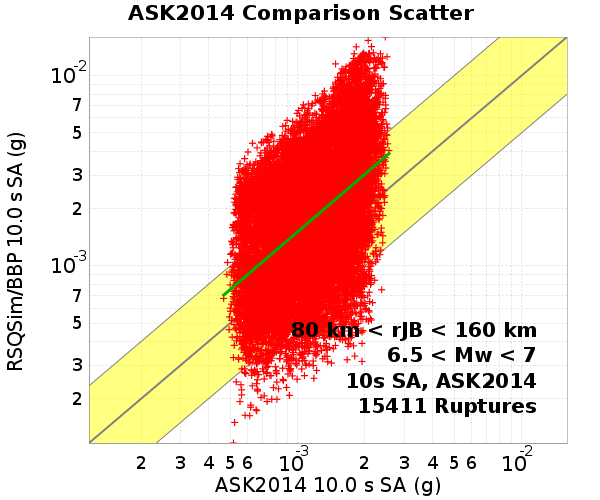 ASK2014 Comparison Scatter
RSQSim/BBP 10.0 s SA (g)
10-2
7
5
3
2
10-3
7
5
3
2
80 km < rJB < 160 km
6.5 < Mw < 7
10s SA, ASK2014
15411 Ruptures
2 3 4 5 6 10-3 2 3 4 5 6 10-2
ASK2014 10.0 s SA (g)